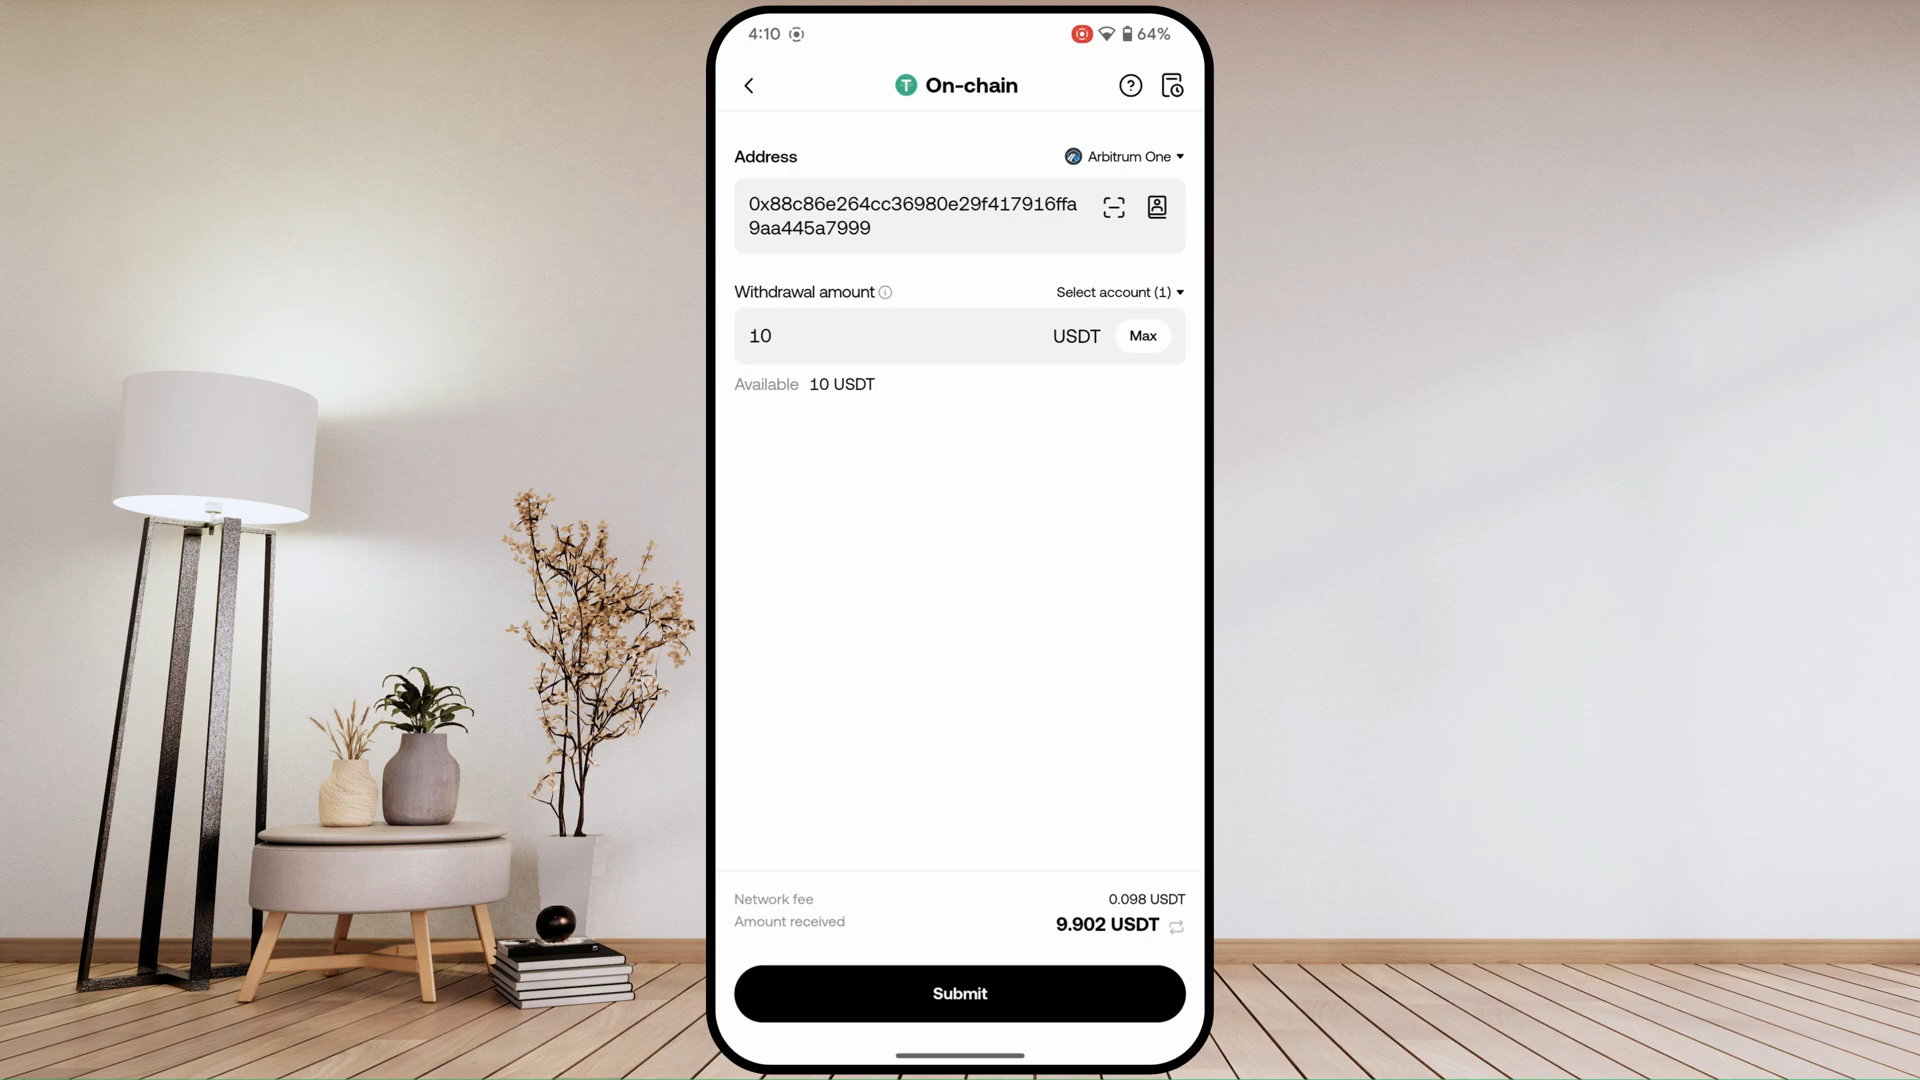 4:10
64%
On-chain
Address
Arbitrum One
0x88c86e264cc36980e29f417916ffa
9aa445a7999
Withdrawal amount
Select account (1)
10
USDT
Max
Available 10 USDT
Network fee
0.098 USDT
Amount received
9.902 USDT
Submit